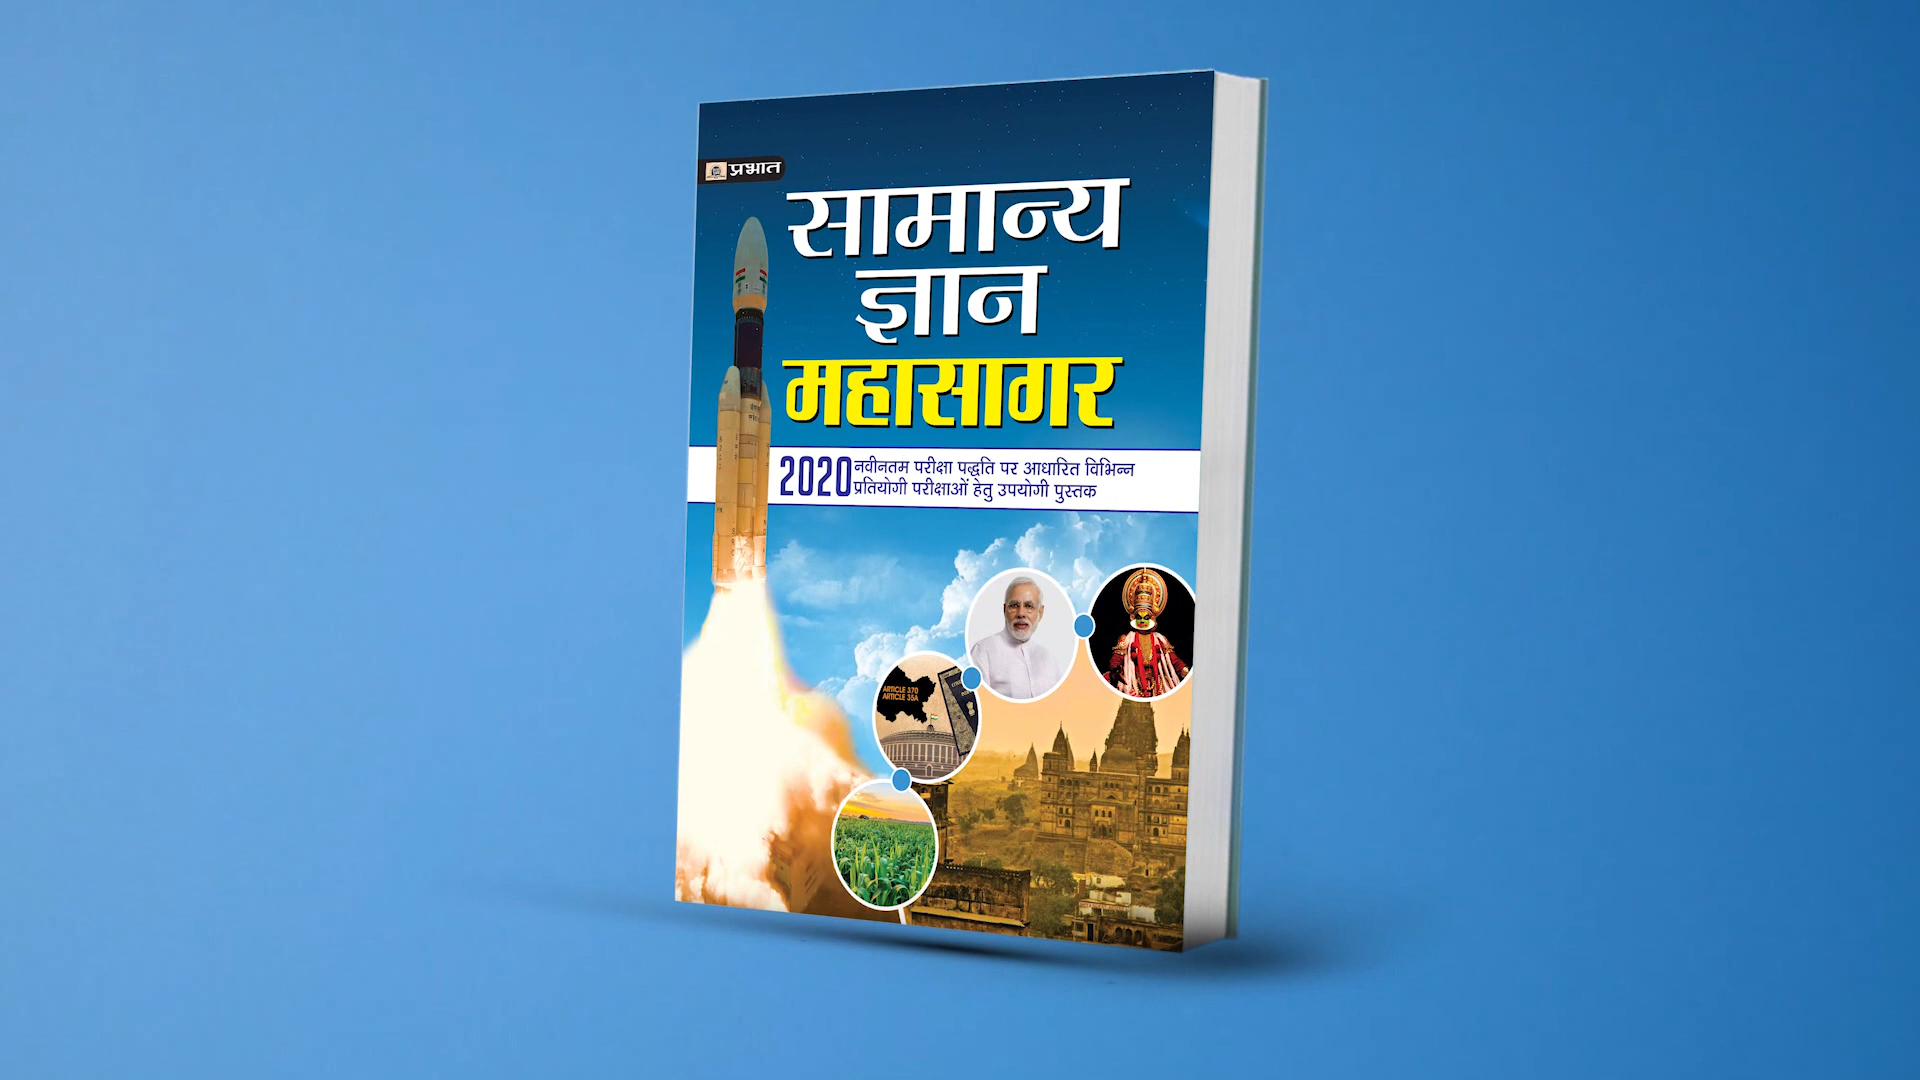 प्रभात
सामान्य
ज्ञान
महासागर
2020 नवीनतम परीक्षा पद्धति पर आधारित विभिन्न
प्रतियोगी परीक्षाओं हेतु उपयोगी पुस्तक
ARTICLE 370
ARTICLE 35A